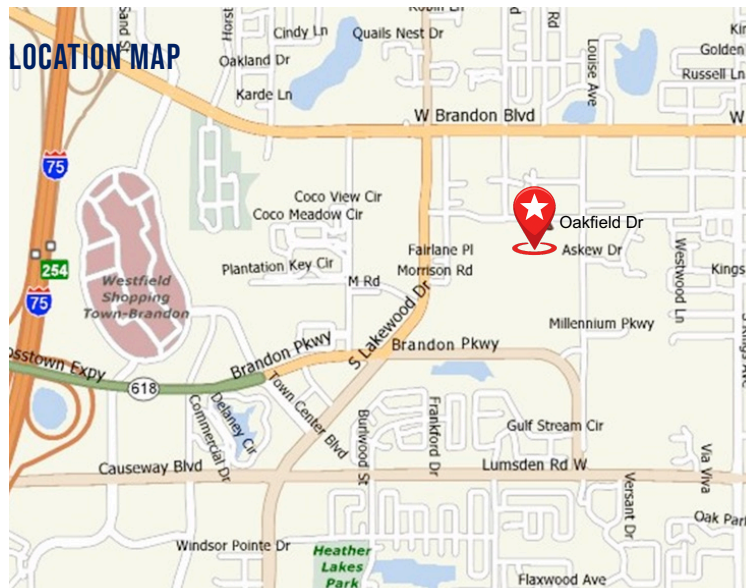 LOCATION MAP
Cindy Ln
Quails Nest Dr
Oakland Dr
Karde Ln
Louise Ave
Rd
Golden
Russell Ln
W Brandon Blvd
W
75
Coco View Cir
Coco Meadow Cir
Oakfield Dr
Fairlane Pl
Askew Dr
Plantation Key Cir
Morrison Rd
M Rd
Westwood Ln
Kings
254
75
Westfield
Shopping
Town-Brandon
S Lakewood Dr
Millennium Pkwy
Brandon Pkwy
Brandon Pkwy
osstown Expy
618
Town Center Blvd
Delaney Cir
Commercial Dr
Burlwood St
Frankford Dr
Gulf Stream Cir
Causeway Blvd
Lumsden Rd W
Via Viva
Versant Dr
Oak Park
Windsor Pointe Dr
Heather
Lakes
Park
Flaxwood Ave